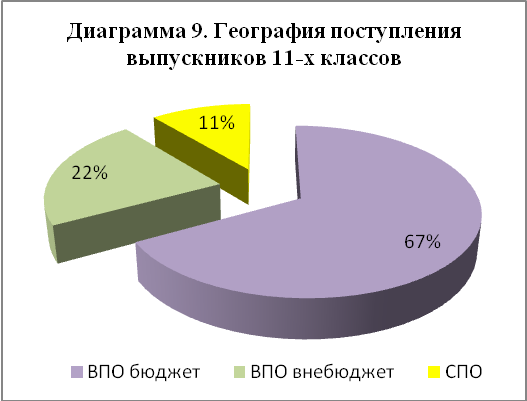 Диаграмма 9. География поступления
выпускников 11-х классов
11%
22%
67%
ВПО бюджет
ВПО внебюджет
СПО